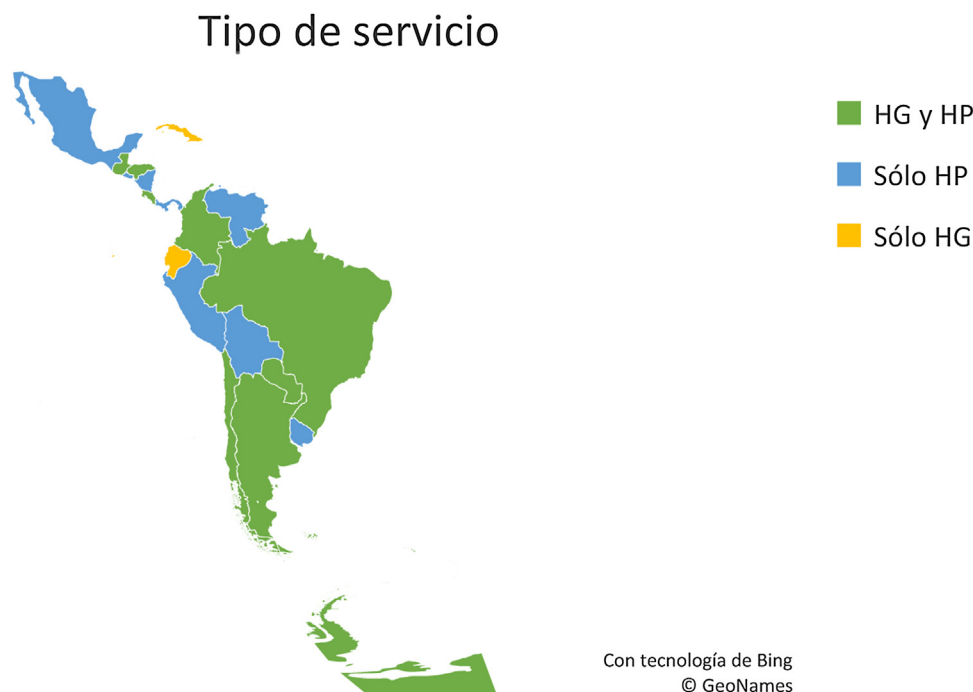 Tipo de servicio
HG y HP
Sólo HP
Sólo HG
Con tecnología de Bing
© GeoNames